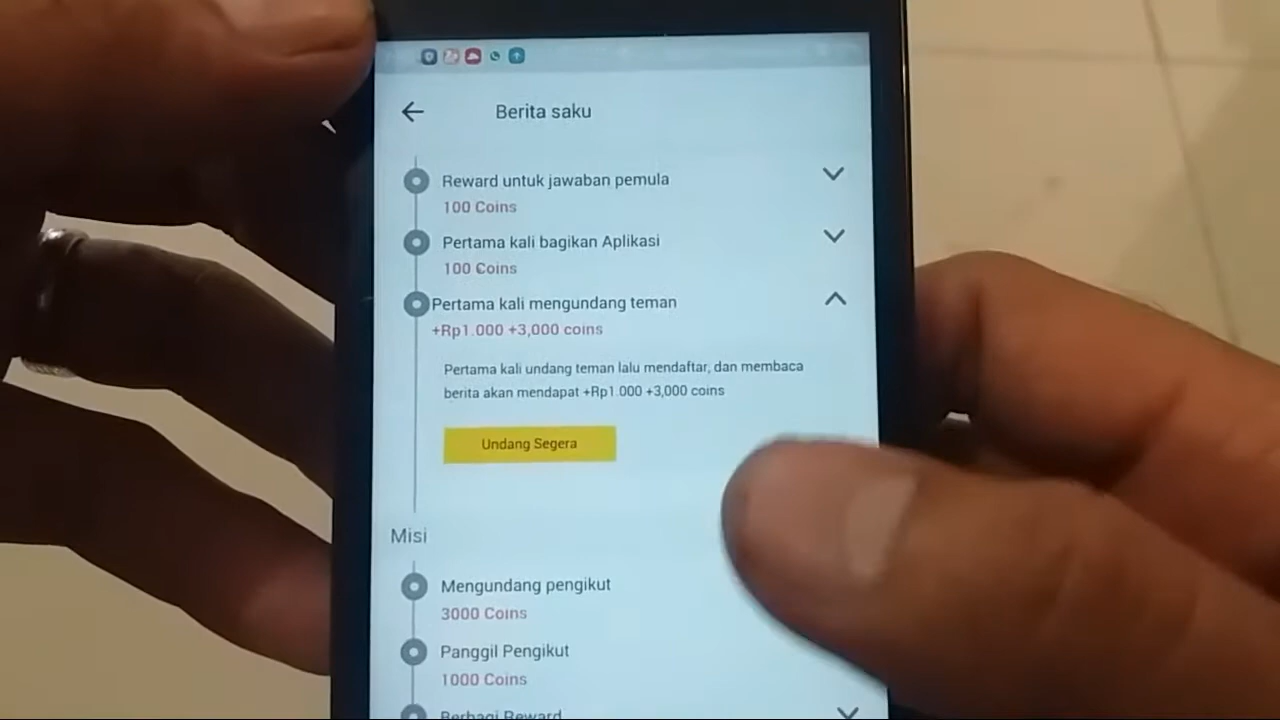 Berita saku
Reward untuk jawaban pemula
100 Coins
Pertama kali bagikan Aplikasi
100 Coins
Pertama kali mengundang teman
+Rp1.000 +3,000 coins
Pertama kali undang teman lalu mendaftar, dan membaca
berita akan mendapat +Rp1.000 +3,000 coins
Undang Segera
Misi
Mengundang pengikut
3000 Coins
Panggil Pengikut
1000 Coins
Berbagi Reward